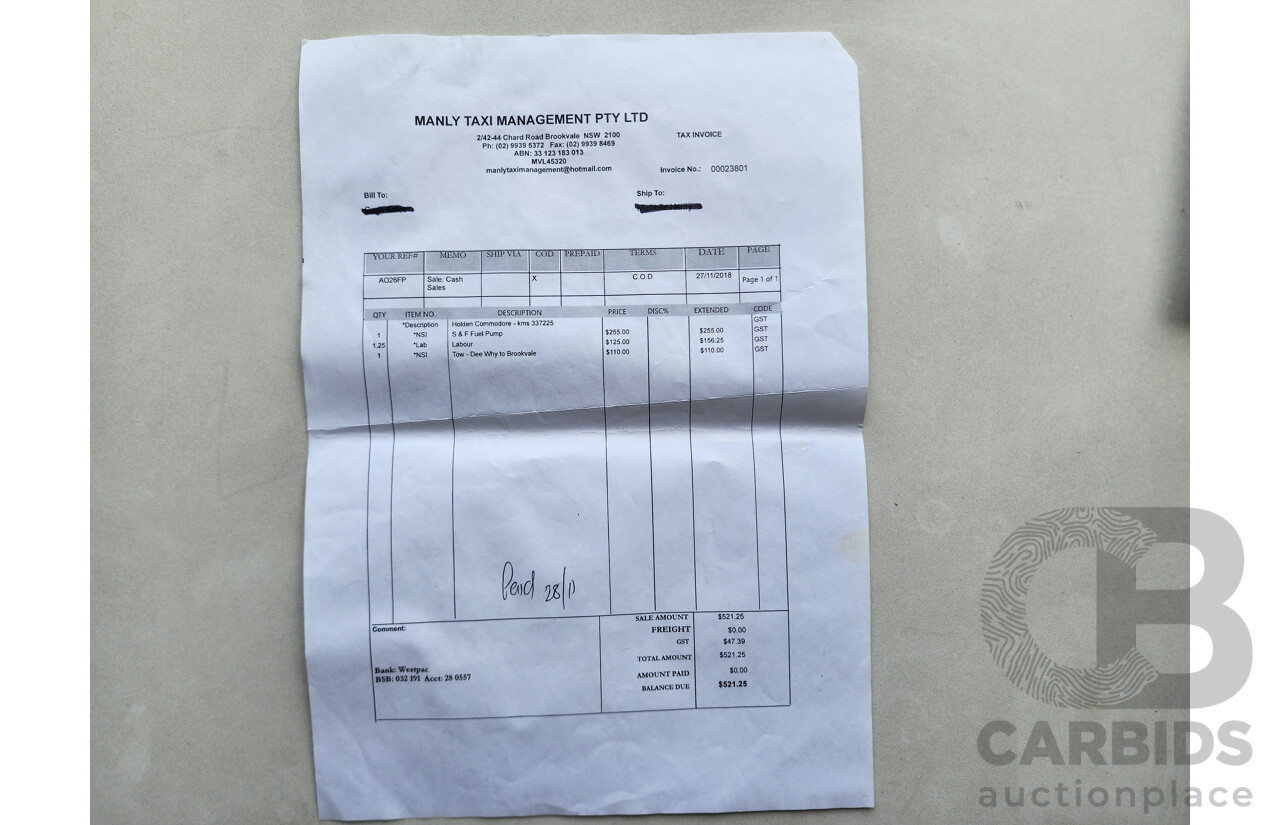 MANLY TAXI MANAGEMENT PTY LTD
2/42-44 Chard Road Brookvale NSW 2100
Ph: (02) 9939 5372 Fax: (02) 9939 8469
ABN: 33 123 183 013
MVL45320
manlytaximanagement@hotmail.com
TAX INVOICE
Invoice No.: 00023801
Bill To:
Ship To:
YOUR REF# MEMO SHIP VIA COD PREPAID TERMS DATE PAGE
AO26FP Sale; Cash Sales X C.O.D. 27/11/2018 Page 1 of 1
QTY ITEM NO. DESCRIPTION PRICE DISC% EXTENDED CODE
*Description Holden Commodore - kms 337225 GST
1 *NSI S & F Fuel Pump $255.00 $255.00 GST
1.25 *Lab Labour $125.00 $156.25 GST
1 *NSI Tow - Dee Why to Brookvale $110.00 $110.00 GST
28/11
SALE AMOUNT $521.25
Comment:
FREIGHT $0.00
GST $47.39
TOTAL AMOUNT $521.25
Bank: Westpac
AMOUNT PAID $0.00
BSB: 032 191 Acct: 28 0557
BALANCE DUE $521.25
CB
CARBIDS
auctionplace